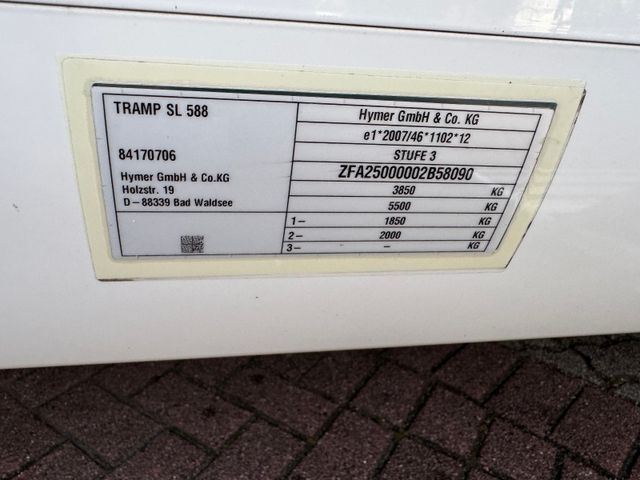 TRAMP SL 588
84170706
Hymer GmbH & Co.KG
Holzstr. 19
D-88339 Bad Waldsee
Hymer GmbH & Co. KG
e1*2007/46*1102*12
STUFE 3
ZFA25000002B58090
3850 KG
5500 KG
1- 1850 KG
2- 2000 KG
3- - KG